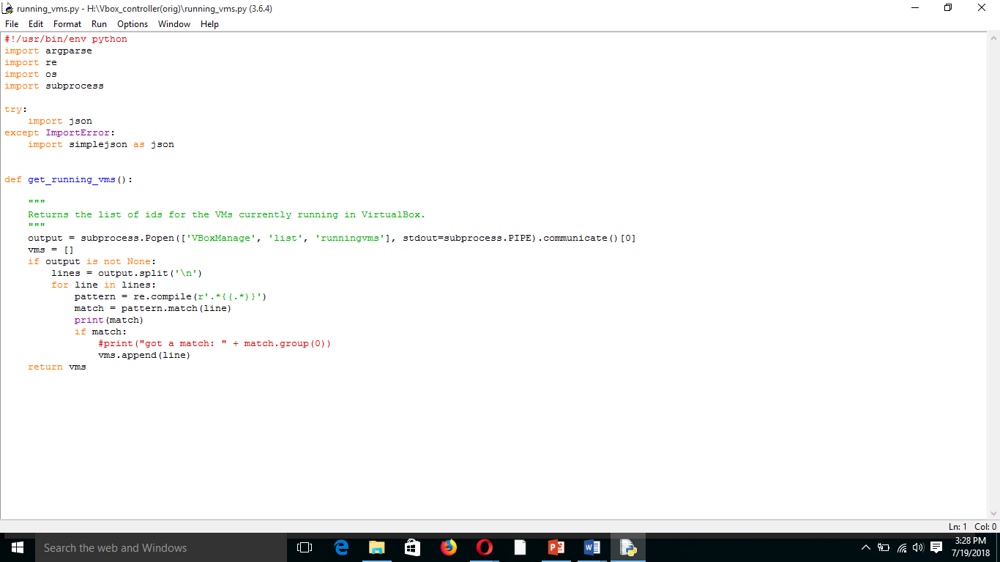 running_vms.py - H:\Vbox_controller(orig)\running_vms.py (3.6.4)
File Edit Format Run Options Window Help
#!/usr/bin/env python
import argparse
import re
import os
import subprocess
try:
    import json
except ImportError:
    import simplejson as json
def get_running_vms():
    """
    Returns the list of ids for the VMs currently running in VirtualBox.
    """
    output = subprocess.Popen(['VBoxManage', 'list', 'runningvms'], stdout=subprocess.PIPE).communicate()[0]
    vms = []
    if output is not None:
        lines = output.split('\n')
        for line in lines:
            pattern = re.compile(r'.*{(.*)}')
            match = pattern.match(line)
            print(match)
            if match:
                #print("got a match: " + match.group(0))
                vms.append(line)
    return vms
Ln: 1 Col: 0
Search the web and Windows
3:28 PM
7/19/2018